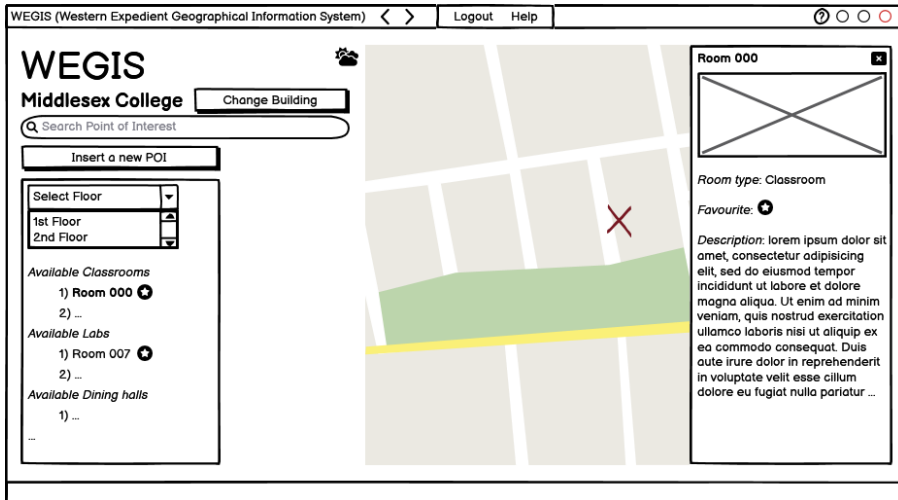 WEGIS (Western Expedient Geographical Information System)
Logout Help
?
WEGIS
Middlesex College
Change Building
Search Point of Interest
Insert a new POI
Select Floor
1st Floor
2nd Floor
Available Classrooms
1) Room 000
2) ...
Available Labs
1) Room 007
2) ...
Available Dining halls
1) ...
...
Room 000
Room type: Classroom
Favourite:
Description: lorem ipsum dolor sit
amet, consectetur adipisicing
elit, sed do eiusmod tempor
incididunt ut labore et dolore
magna aliqua. Ut enim ad minim
veniam, quis nostrud exercitation
ullamco laboris nisi ut aliquip ex
ea commodo consequat. Duis
aute irure dolor in reprehenderit
in voluptate velit esse cillum
dolore eu fugiat nulla pariatur ...